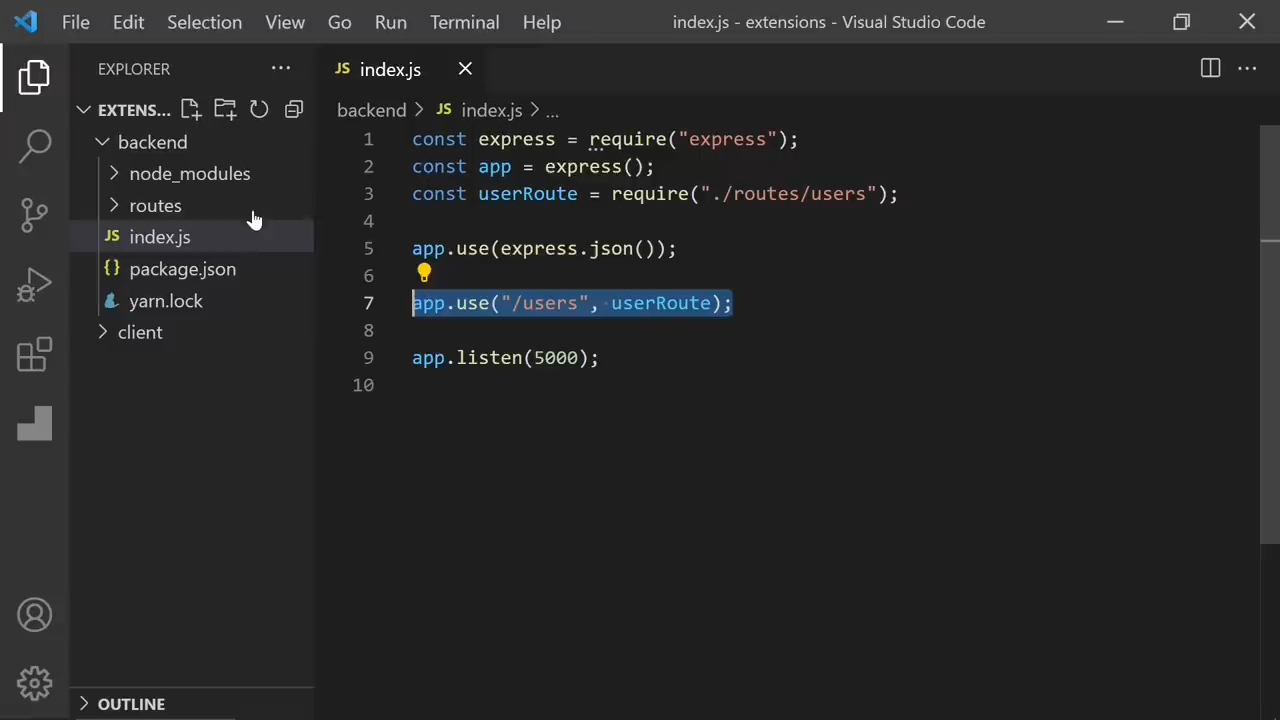 File Edit Selection View Go Run Terminal Help index.js - extensions - Visual Studio Code
EXPLORER ... JS index.js
EXTENS...
backend > JS index.js > ...
backend
node_modules
routes
JS index.js
{} package.json
yarn.lock
client
1 const express = require("express");
2 const app = express();
3 const userRoute = require("./routes/users");
4
5 app.use(express.json());
6
7 app.use("/users", userRoute);
8
9 app.listen(5000);
10
OUTLINE